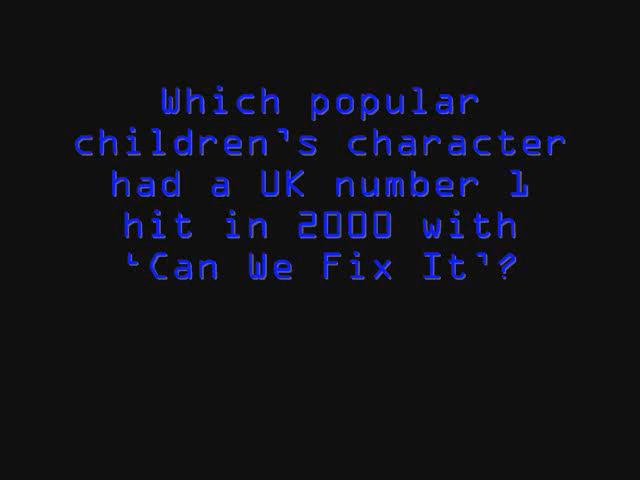 Which popular
children's character
had a UK number 1
hit in 2000 with
‘Can We Fix It’?